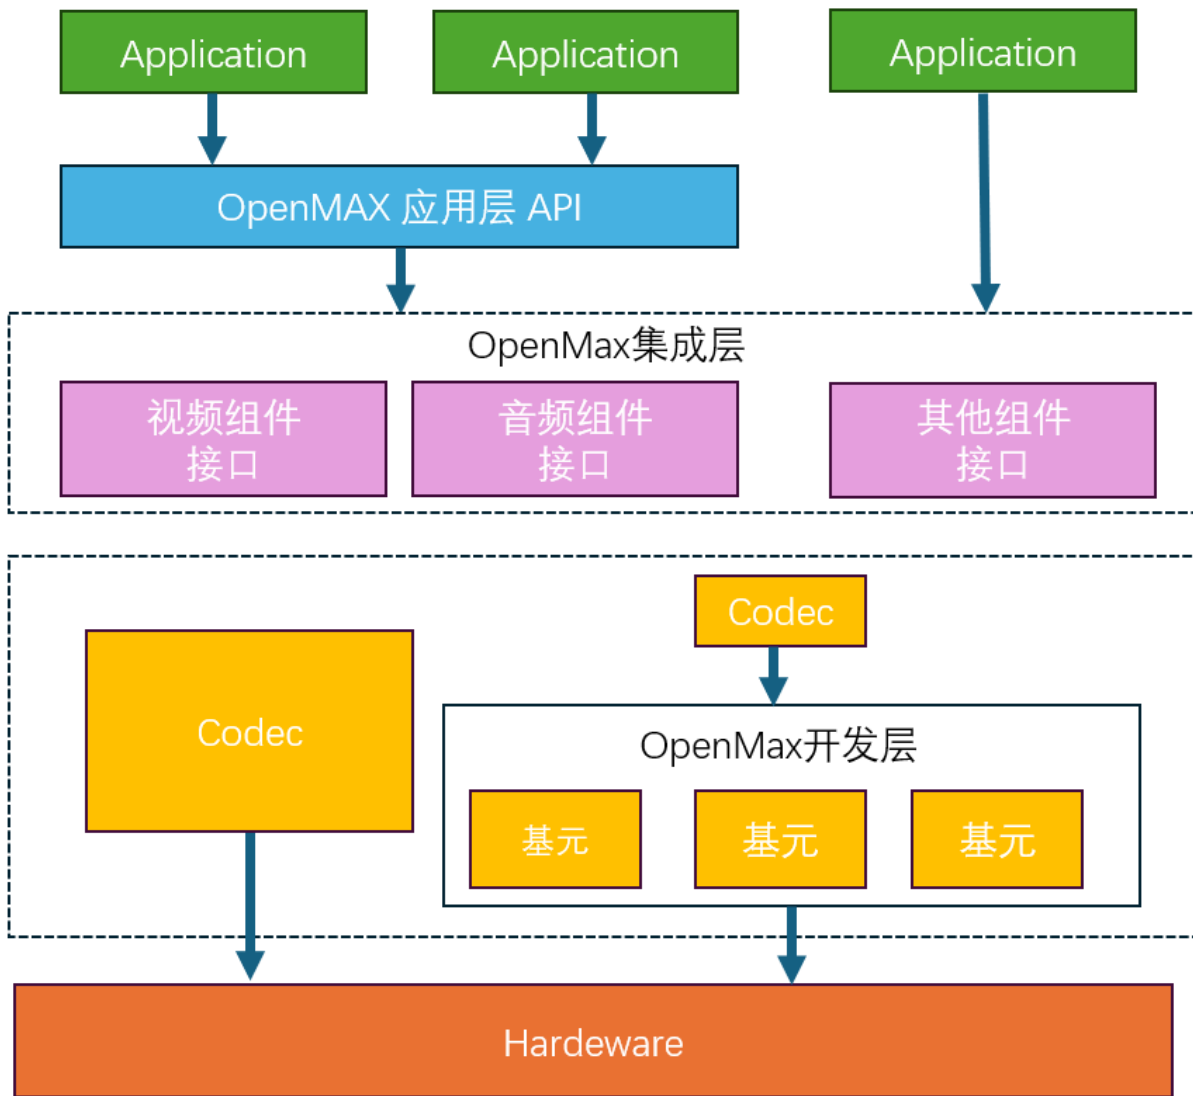 Application
Application
Application
OpenMAX 应用层 API
OpenMax集成层
视频组件
接口
音频组件
接口
其他组件
接口
Codec
Codec
OpenMax开发层
基元
基元
基元
Hardeware